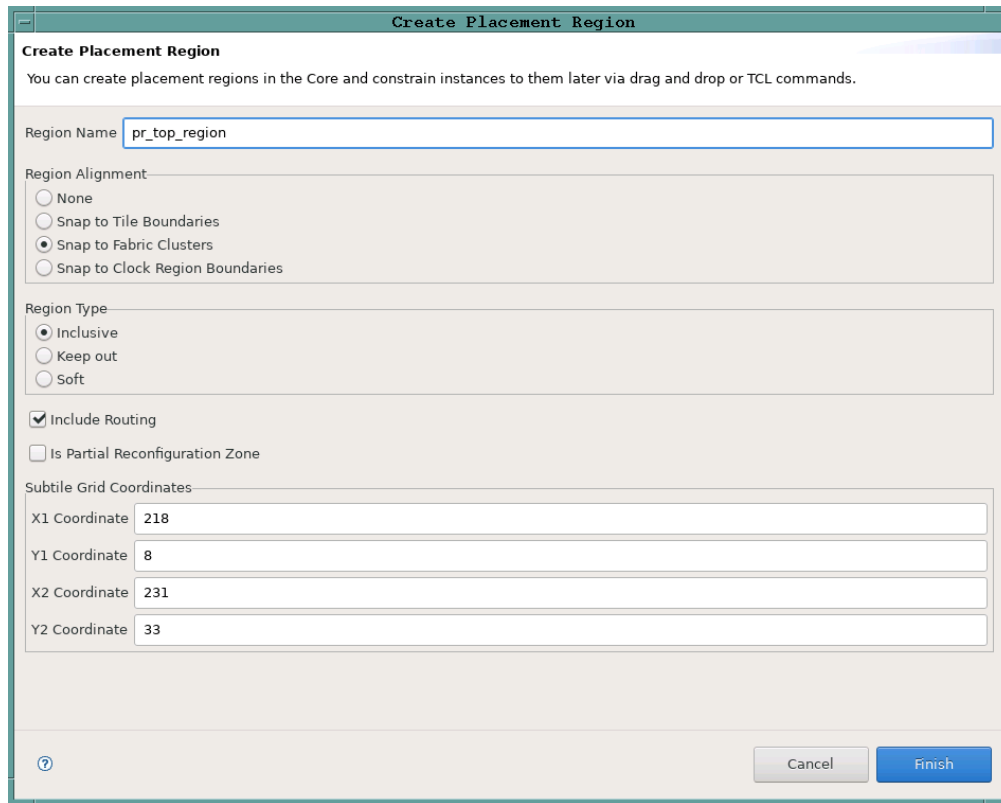 Create Placement Region
Create Placement Region
You can create placement regions in the Core and constrain instances to them later via drag and drop or TCL commands.
Region Name pr_top_region
Region Alignment
None
Snap to Tile Boundaries
Snap to Fabric Clusters
Snap to Clock Region Boundaries
Region Type
Inclusive
Keep out
Soft
Include Routing
Is Partial Reconfiguration Zone
Subtile Grid Coordinates
X1 Coordinate 218
Y1 Coordinate 8
X2 Coordinate 231
Y2 Coordinate 33
? Cancel Finish